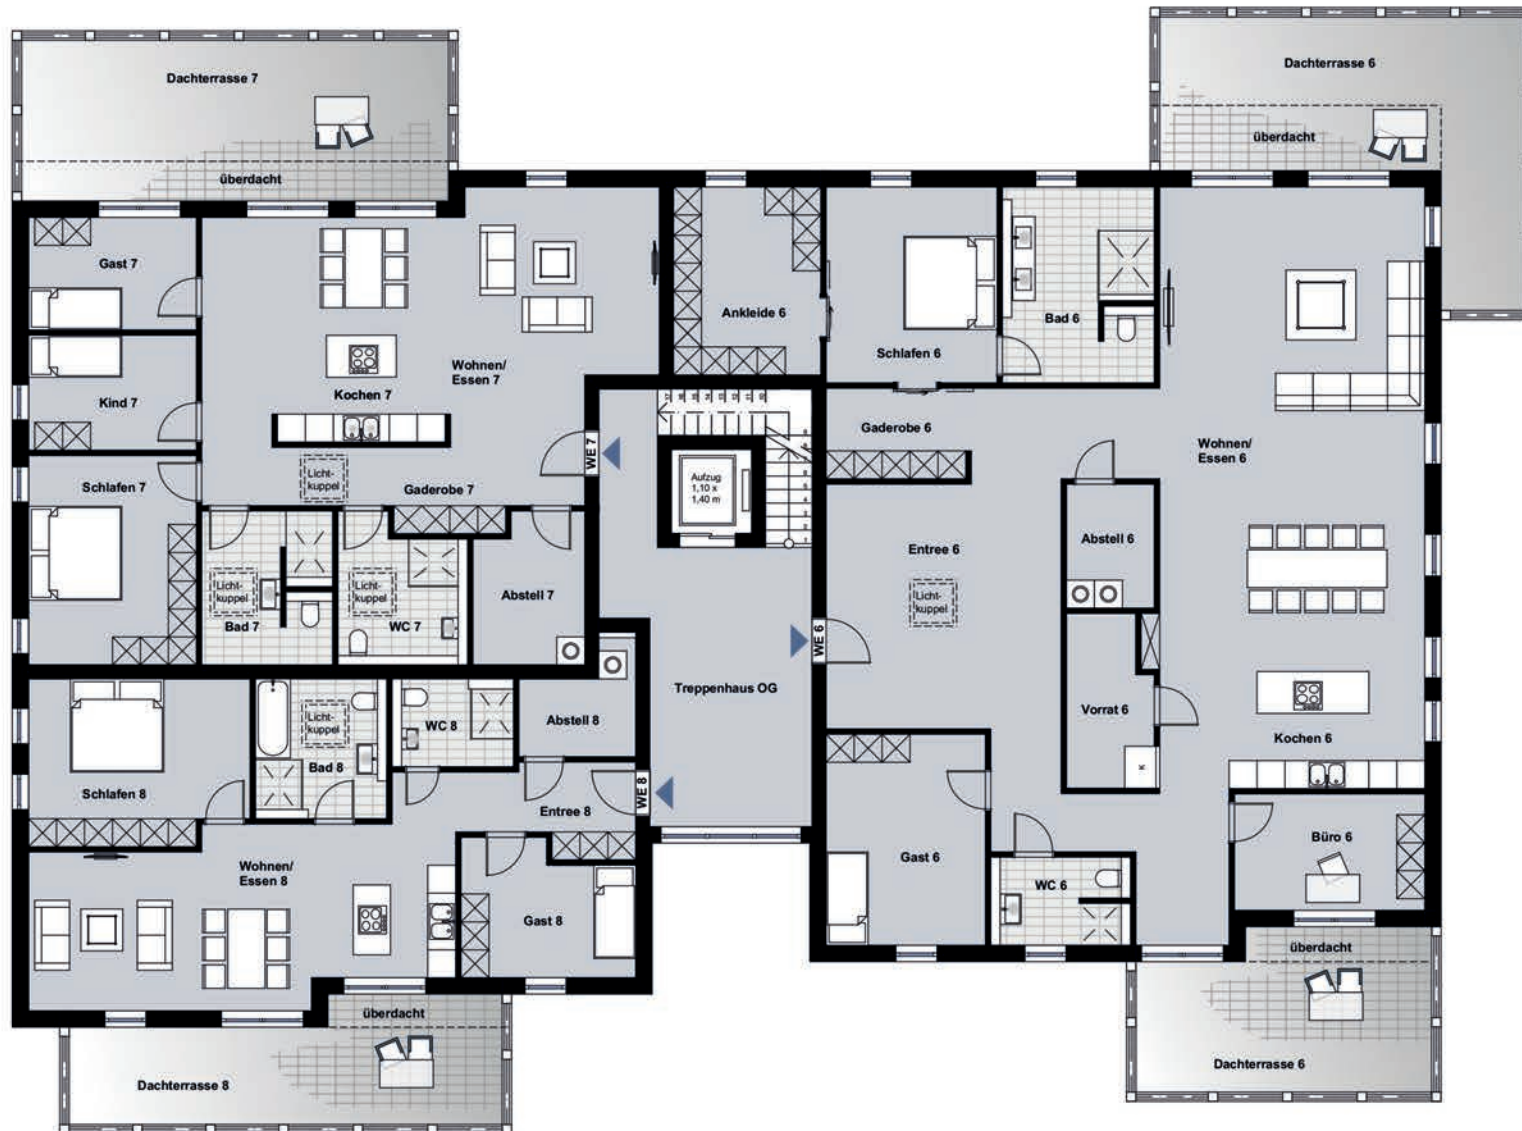 Dachterrasse 7
überdacht
Dachterrasse 6
überdacht
Gast 7
Kind 7
Schlafen 7
Wohnen/
Essen 7
Kochen 7
Licht-
kuppel
Gaderobe 7
WE 7
Licht-
kuppel
Bad 7
Licht-
kuppel
WC 7
Abstell 7
Ankleide 6
Schlafen 6
Bad 6
Gaderobe 6
Wohnen/
Essen 6
Aufzug
1,10 x
1,40 m
Entree 6
Licht-
kuppel
Abstell 6
WE 6
Treppenhaus OG
Vorrat 6
K
Kochen 6
Büro 6
Gast 6
WC 6
überdacht
Dachterrasse 6
Schlafen 8
Licht-
kuppel
Bad 8
WC 8
Abstell 8
Entree 8
WE 8
Wohnen/
Essen 8
Gast 8
überdacht
Dachterrasse 8